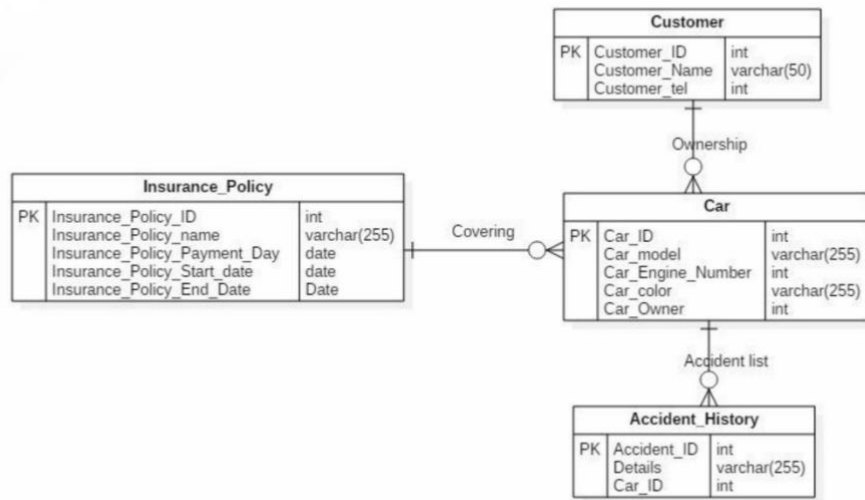 Customer
PK Customer_ID int
Customer_Name varchar(50)
Customer_tel int
Ownership
Insurance_Policy
PK Insurance_Policy_ID int
Insurance_Policy_name varchar(255)
Insurance_Policy_Payment_Day date
Insurance_Policy_Start_date date
Insurance_Policy_End_Date Date
Covering
Car
PK Car_ID int
Car_model varchar(255)
Car_Engine_Number int
Car_color varchar(255)
Car_Owner int
Accident list
Accident_History
PK Accident_ID int
Details varchar(255)
Car_ID int